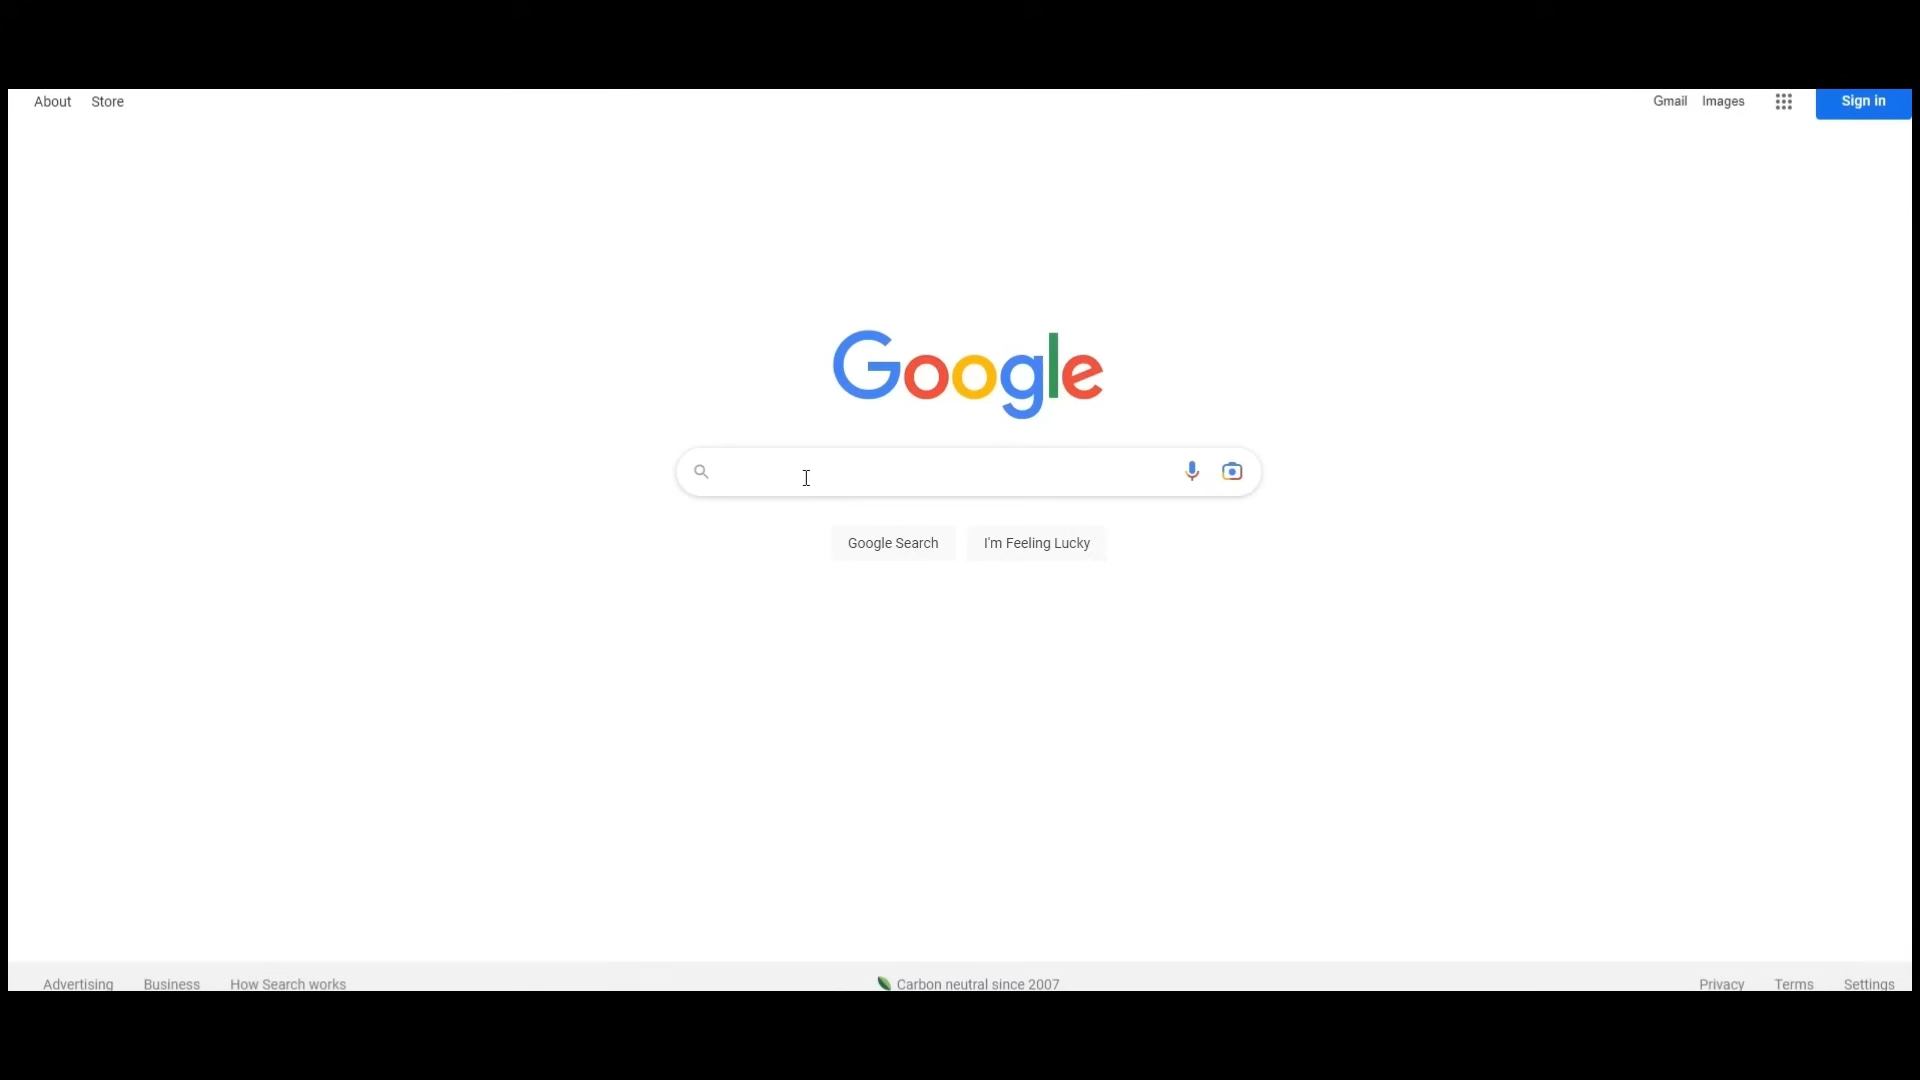 About Store Gmail Images Sign in
Google
Google Search I'm Feeling Lucky
Advertising Business How Search works Carbon neutral since 2007 Privacy Terms Settings